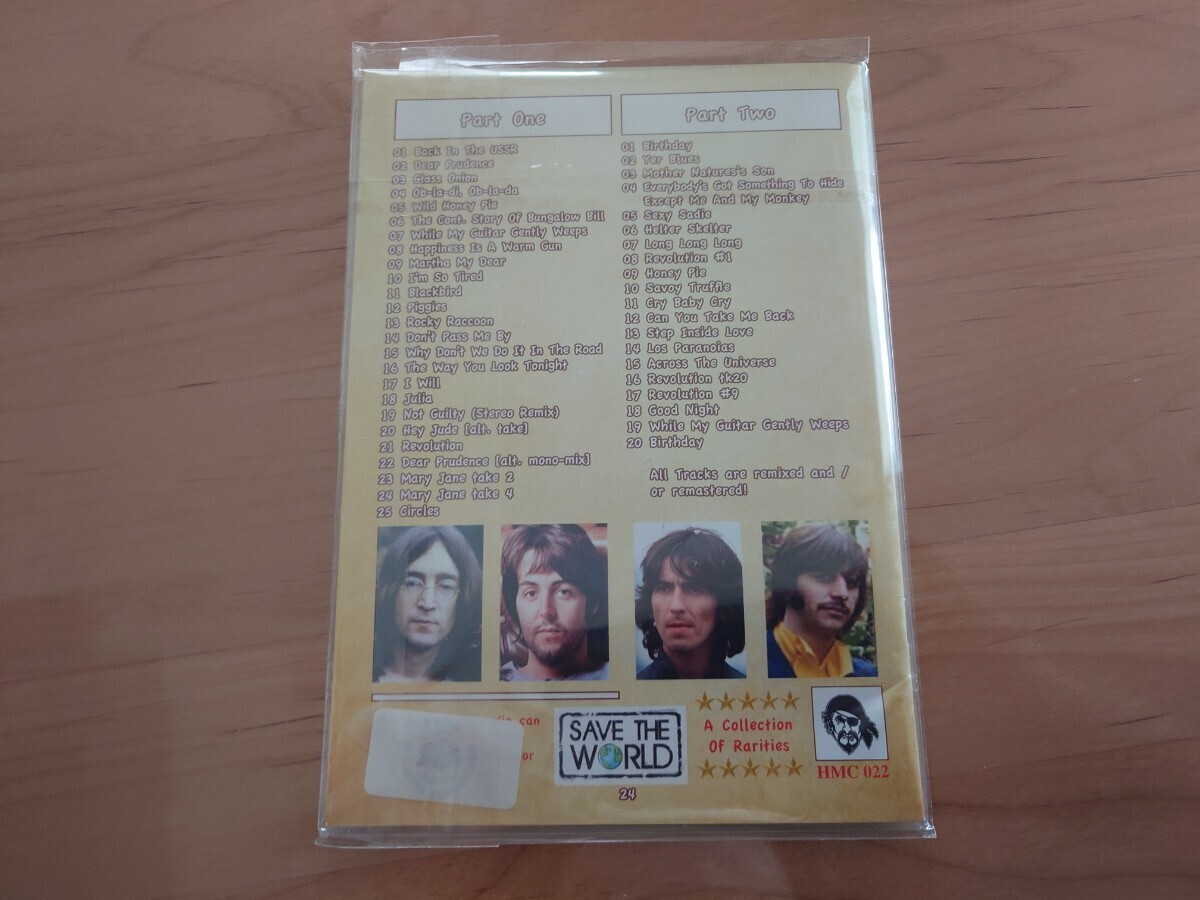 Part One
01 Back In The USSR
02 Dear Prudence
03 Glass Onion
04 Ob-la-di, Ob-la-da
05 Wild Honey Pie
06 The Cont. Story Of Bungalow Bill
07 While My Guitar Gently Weeps
08 Happiness Is A Warm Gun
09 Martha My Dear
10 I'm So Tired
11 Blackbird
12 Piggies
13 Rocky Raccoon
14 Don't Pass Me By
15 Why Don't We Do It In The Road
16 The Way You Look Tonight
17 I Will
18 Julia
19 Not Guilty (Stereo Remix)
20 Hey Jude [alt. take]
21 Revolution
22 Dear Prudence [alt. mono-mix]
23 Mary Jane take 2
24 Mary Jane take 4
25 Circles
Part Two
01 Birthday
02 Yer Blues
03 Mother Natures's Son
04 Everybody's Got Something To Hide
Except Me And My Monkey
05 Sexy Sadie
06 Helter Skelter
07 Long Long Long
08 Revolution #1
09 Honey Pie
10 Savoy Truffle
11 Cry Baby Cry
12 Can You Take Me Back
13 Step Inside Love
14 Los Paranoias
15 Across The Universe
16 Revolution tk20
17 Revolution #9
18 Good Night
19 While My Guitar Gently Weeps
20 Birthday
All Tracks are remixed and /
or remastered!
can
or
SAVE THE
WORLD
A Collection
Of Rarities
HMC 022
24